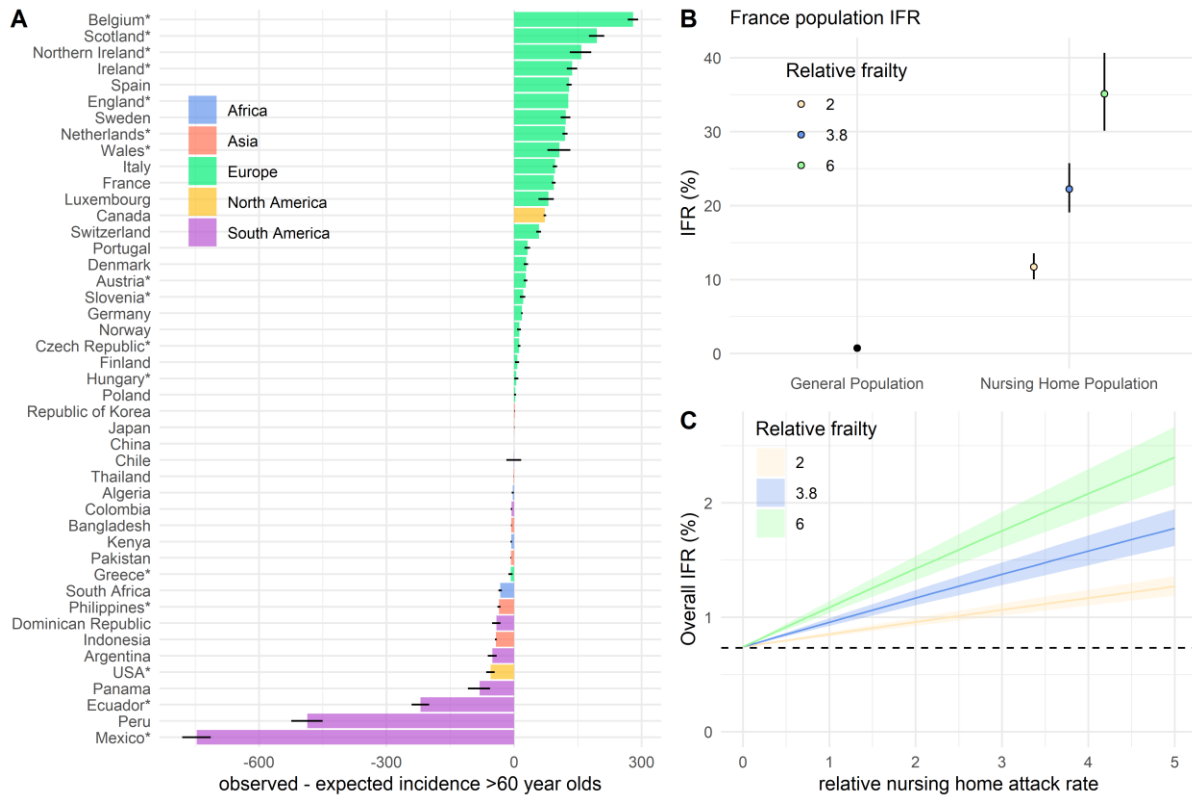 A
Belgium*
Scotland*
Northern Ireland*
Ireland*
Spain
England*
Sweden
Netherlands*
Wales*
Italy
France
Luxembourg
Canada
Switzerland
Portugal
Denmark
Austria*
Slovenia*
Germany
Norway
Czech Republic*
Finland
Hungary*
Poland
Republic of Korea
Japan
China
Chile
Thailand
Algeria
Colombia
Bangladesh
Kenya
Pakistan
Greece*
South Africa
Philippines*
Dominican Republic
Indonesia
Argentina
USA*
Panama
Ecuador*
Peru
Mexico*
Africa
Asia
Europe
North America
South America
-600 -300 0 300
observed - expected incidence >60 year olds
B France population IFR
Relative frailty
2
3.8
6
IFR (%)
40
30
20
10
0
General Population Nursing Home Population
C
Relative frailty
2
3.8
6
Overall IFR (%)
2
1
0
0 1 2 3 4 5
relative nursing home attack rate